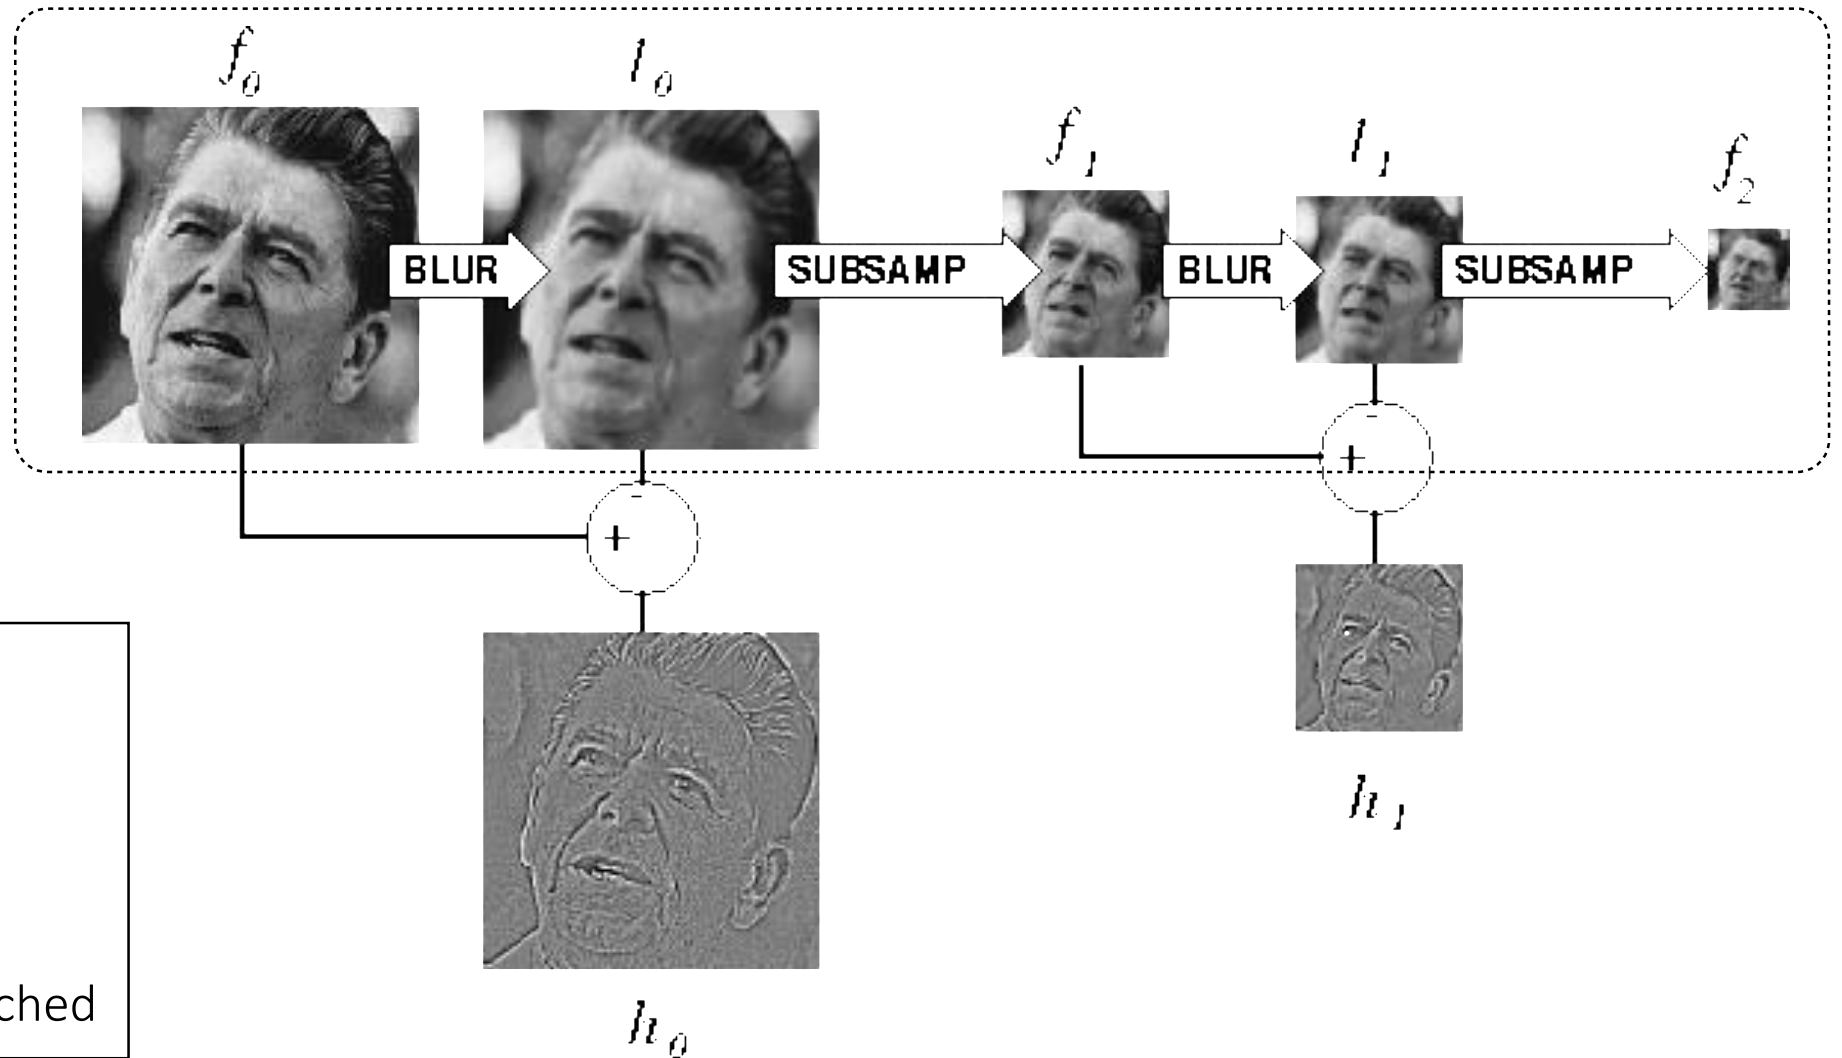 f₀
l₀
f₁
l₁
f₂
BLUR
SUBSAMP
BLUR
SUBSAMP
-
+
-
+
h₁
ched
h₀